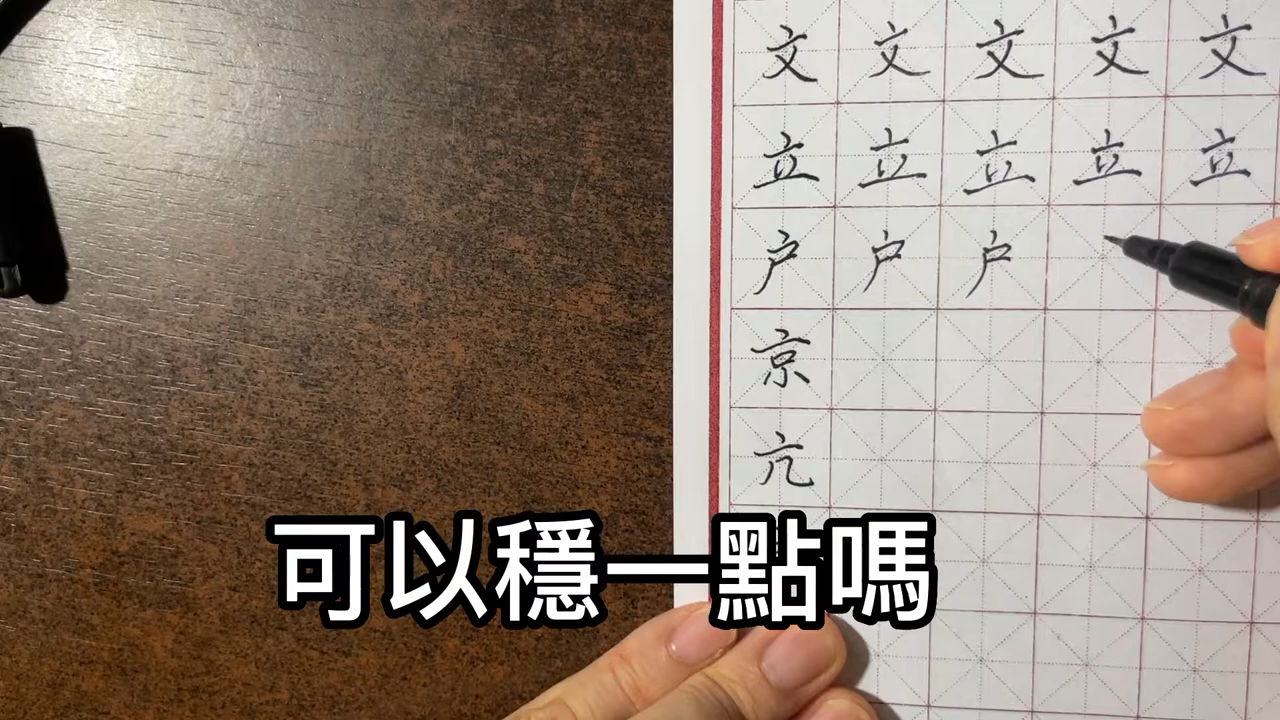 文 文 文 文 文
立 立 立 立 立
户 户 户
京
亢
可以穩一點嗎